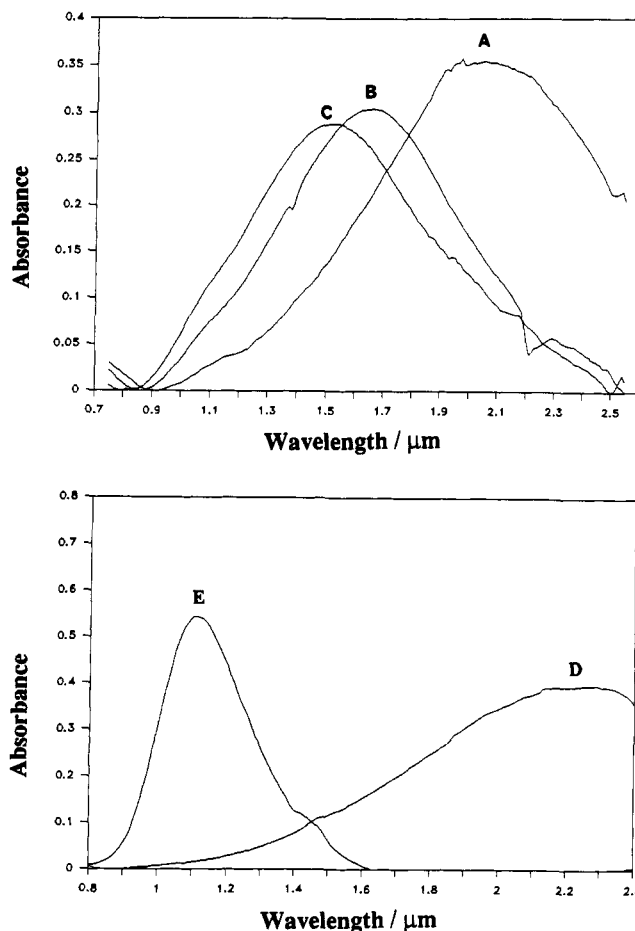 0.4
0.35
0.3
0.25
0.2
0.15
0.1
0.05
0
Absorbance
A
B
C
0.7 0.9 1.1 1.3 1.5 1.7 1.9 2.1 2.3 2.5
Wavelength / μm
0.8
0.7
0.6
0.5
0.4
0.3
0.2
0.1
0
Absorbance
E
D
0.8 1 1.2 1.4 1.6 1.8 2 2.2
Wavelength / μm